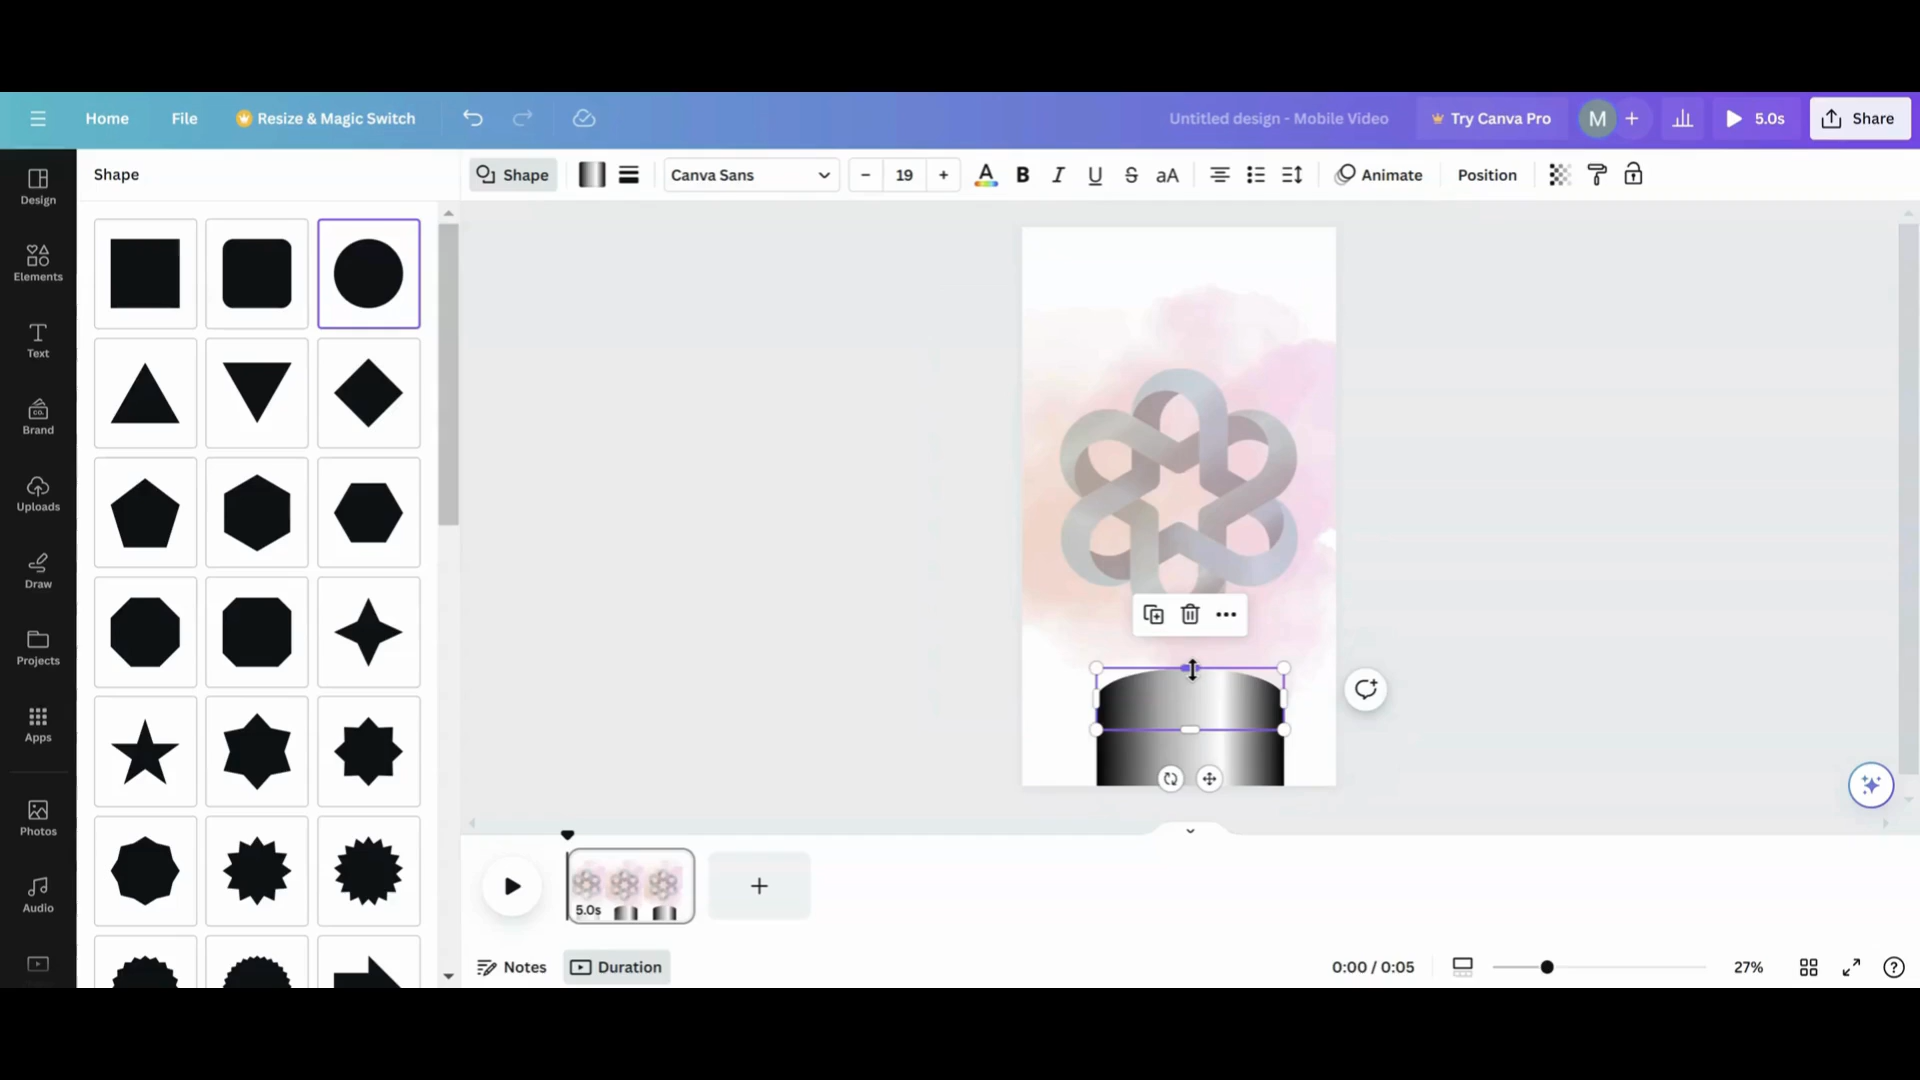 Home File Resize & Magic Switch Untitled design - Mobile Video Try Canva Pro M 5.0s Share
Shape Shape Canva Sans 19 A B I U S aA Animate Position
Design
Elements
Text
CO.
Brand
Uploads
Draw
Projects
Apps
Photos
Audio
5.0s
Notes Duration 0:00 / 0:05 27%